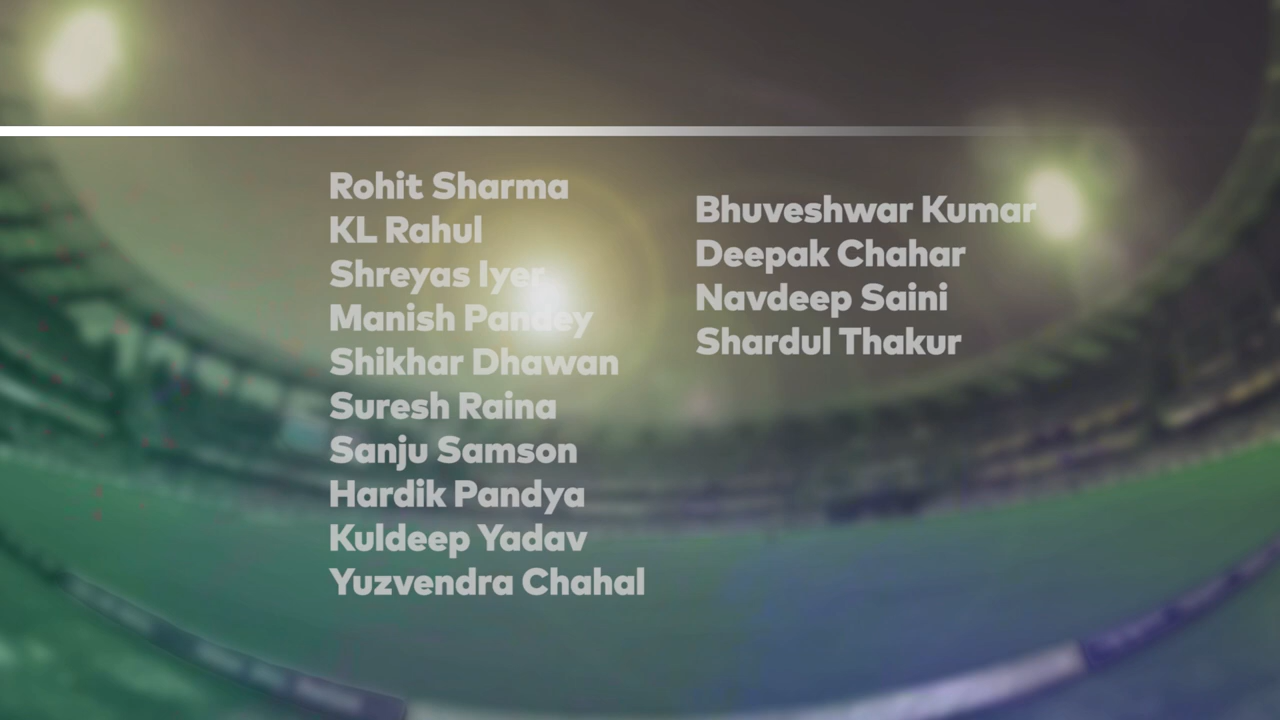 Rohit Sharma
KL Rahul
Shreyas Iyer
Manish Pandey
Shikhar Dhawan
Suresh Raina
Sanju Samson
Hardik Pandya
Kuldeep Yadav
Yuzvendra Chahal
Bhuveshwar Kumar
Deepak Chahar
Navdeep Saini
Shardul Thakur